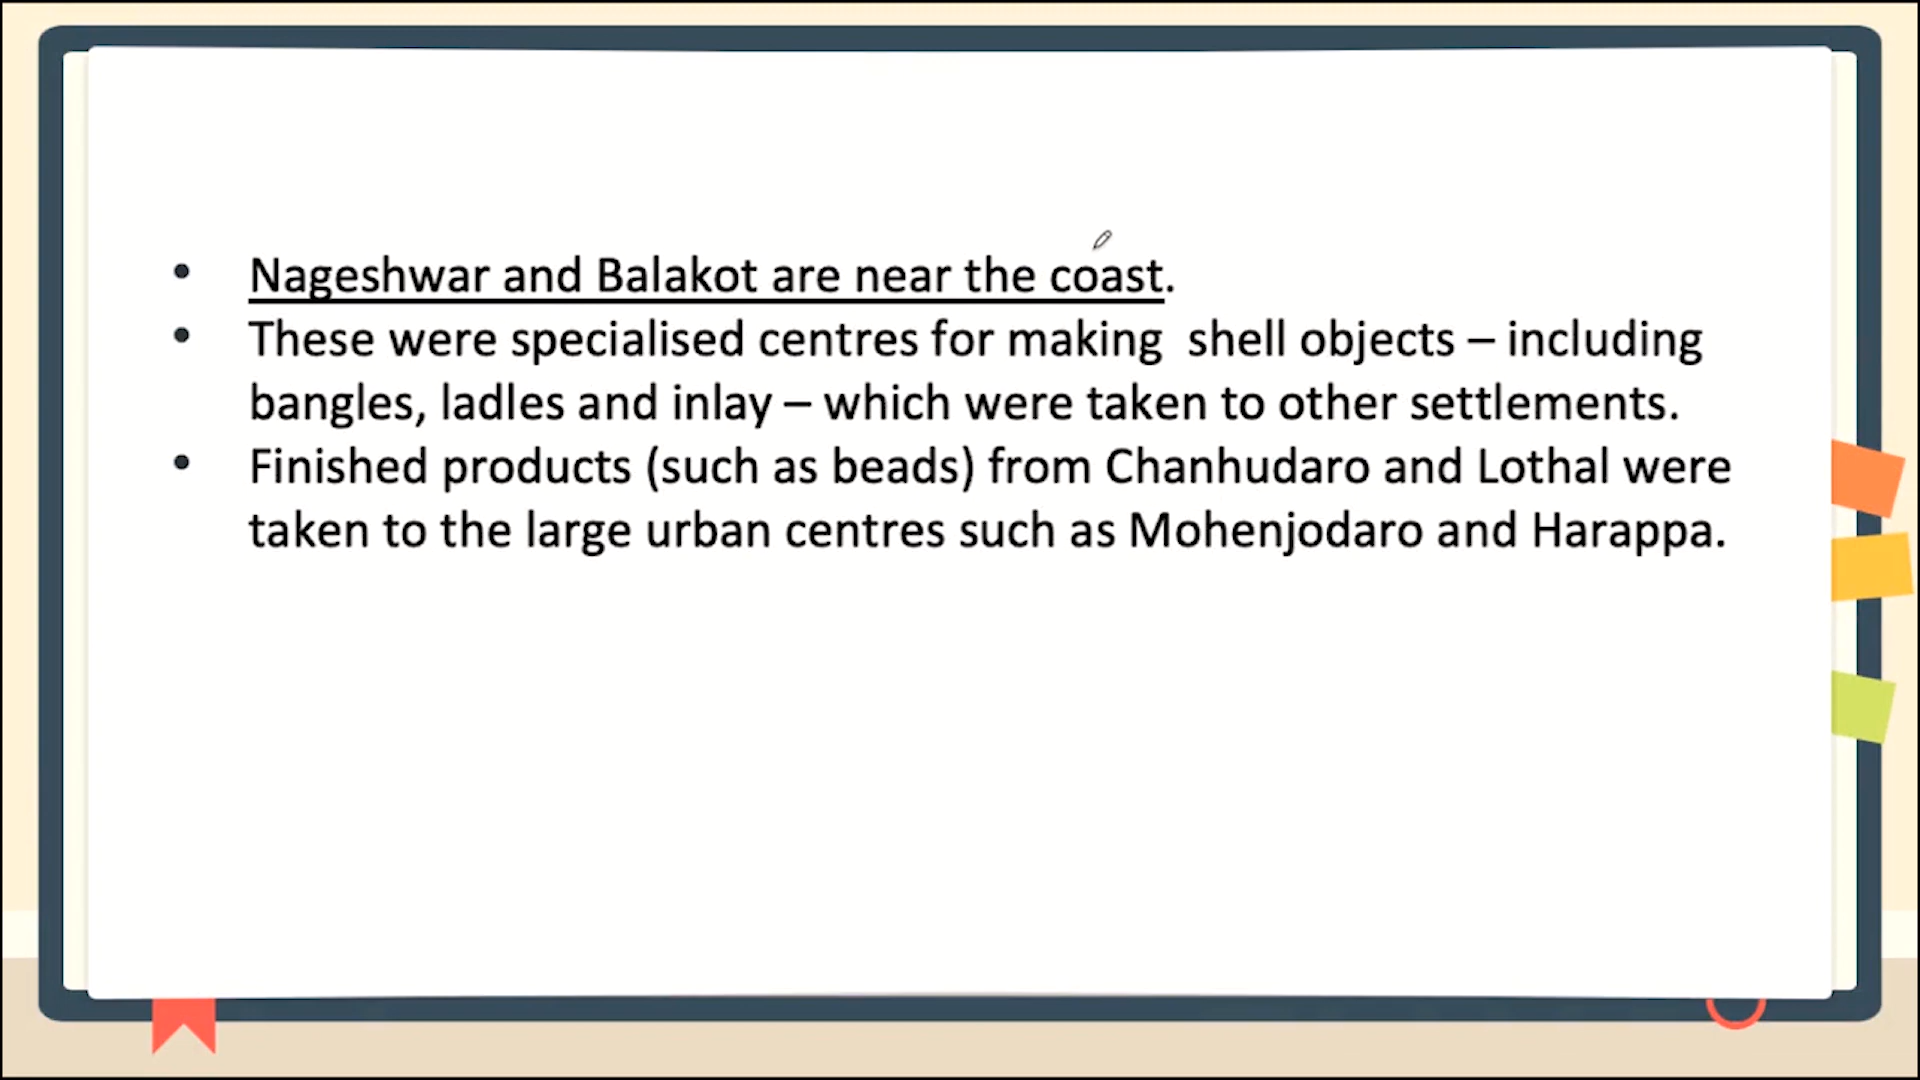 • Nageshwar and Balakot are near the coast.
• These were specialised centres for making  shell objects – including
bangles, ladles and inlay – which were taken to other settlements.
• Finished products (such as beads) from Chanhudaro and Lothal were
taken to the large urban centres such as Mohenjodaro and Harappa.